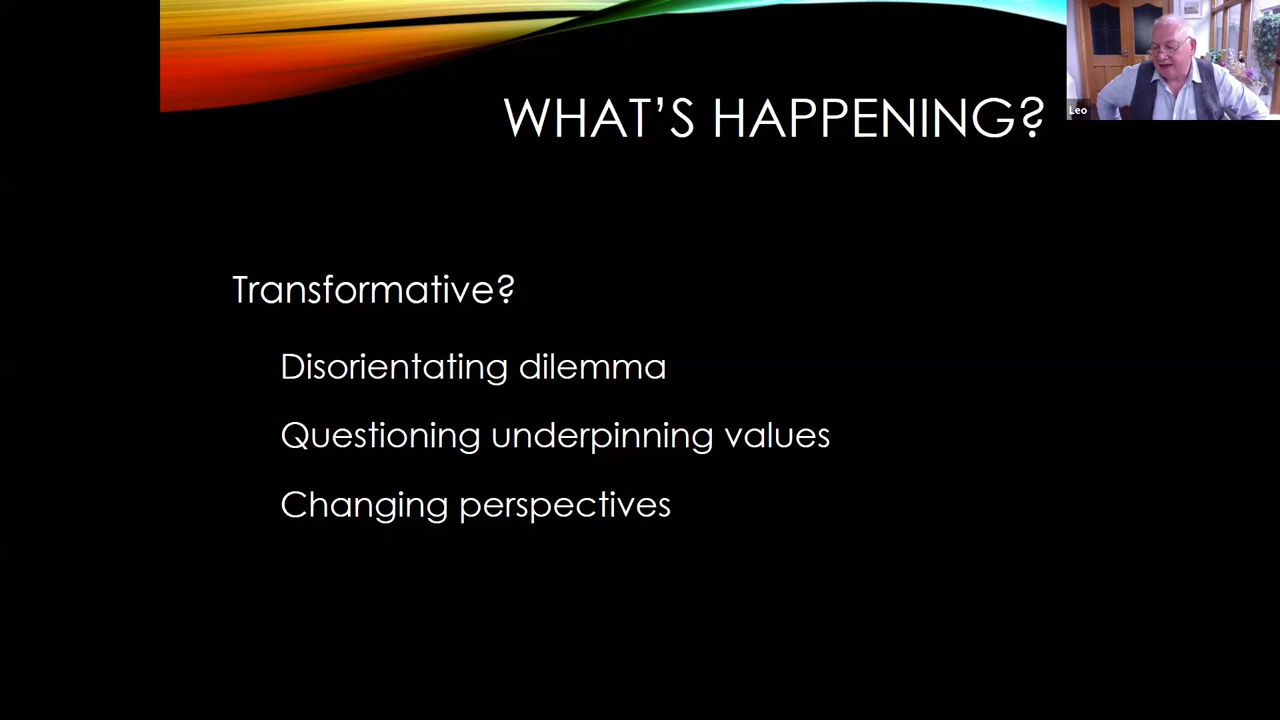 WHAT'S HAPPENING?
Leo
Transformative?
Disorientating dilemma
Questioning underpinning values
Changing perspectives